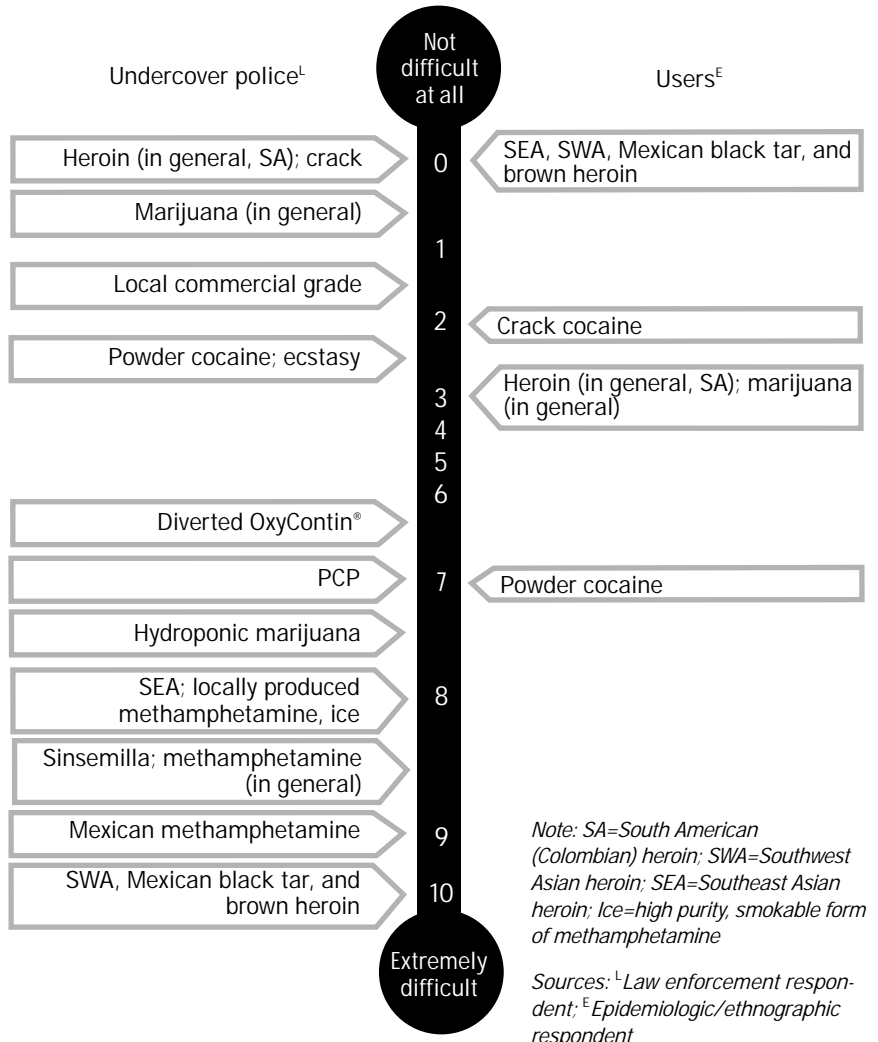 Not
difficult
at all
Undercover police^L
Users^E
Heroin (in general, SA); crack
0
SEA, SWA, Mexican black tar, and
brown heroin
Marijuana (in general)
1
Local commercial grade
2
Crack cocaine
Powder cocaine; ecstasy
3
Heroin (in general, SA); marijuana
(in general)
4
5
6
Diverted OxyContin®
PCP
7
Powder cocaine
Hydroponic marijuana
SEA; locally produced
methamphetamine, ice
8
Sinsemilla; methamphetamine
(in general)
Mexican methamphetamine
9
SWA, Mexican black tar, and
brown heroin
10
Extremely
difficult
Note: SA=South American
(Colombian) heroin; SWA=Southwest
Asian heroin; SEA=Southeast Asian
heroin; Ice=high purity, smokable form
of methamphetamine
Sources: ^L Law enforcement respon-
dent; ^E Epidemiologic/ethnographic
respondent